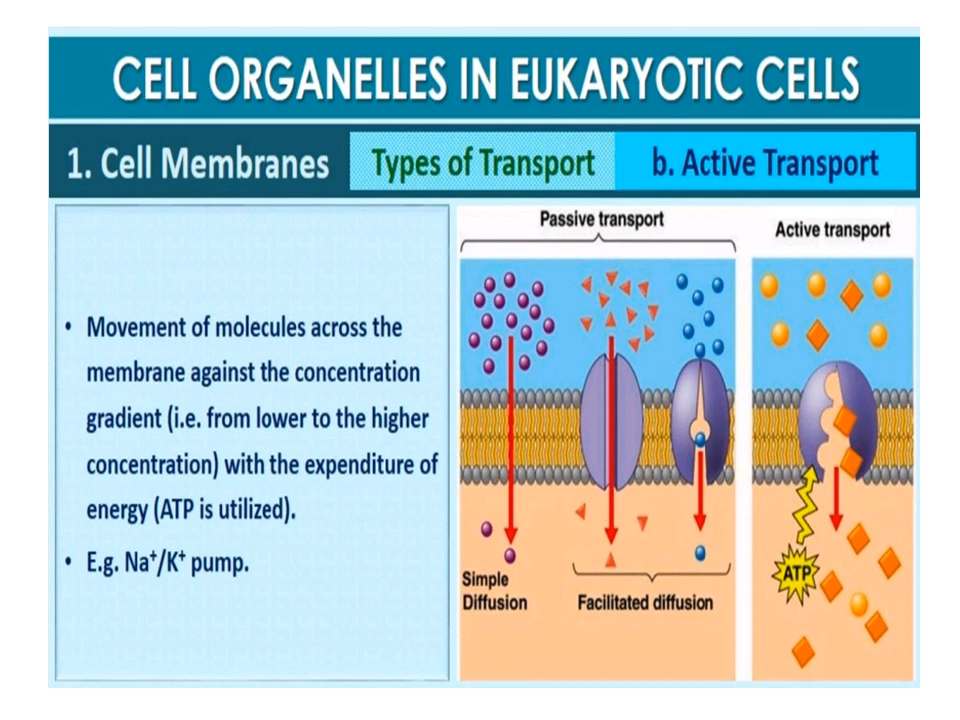 CELL ORGANELLES IN EUKARYOTIC CELLS
1. Cell Membranes
Types of Transport
b. Active Transport
• Movement of molecules across the
membrane against the concentration
gradient (i.e. from lower to the higher
concentration) with the expenditure of
energy (ATP is utilized).
• E.g. Na⁺/K⁺ pump.
Passive transport
Active transport
ATP
Simple
Diffusion
Facilitated diffusion